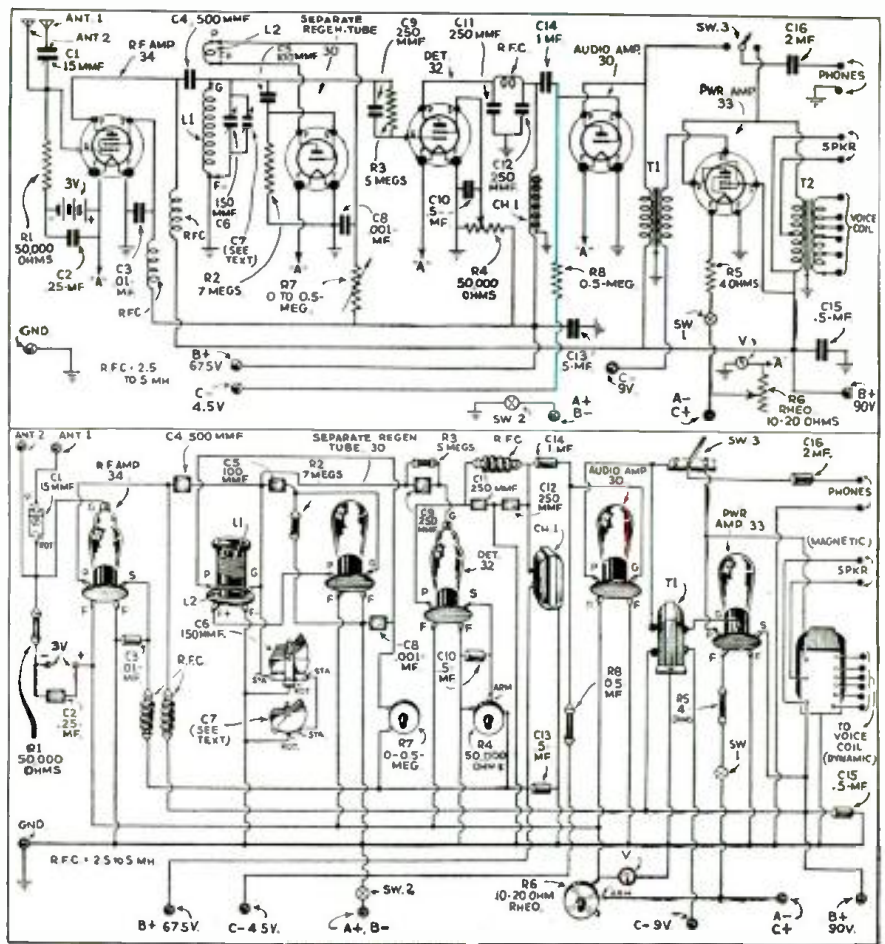 ANT. 1
ANT 2
C1
15 MMF
RF AMP
34
C4, 500 MMF
L2
P
F+
SEPARATE
REGEN. TUBE
30
C5
100 MMF
C9
250
MMF
DET.
32
C11
250 MMF
R.F.C.
C14
.1 MF
AUDIO AMP.
30
SW. 3
C16
2 MF.
PHONES
PWR AMP
33
SPKR
T2
VOICE
COIL
G
L1
F-
150
MMF
C6
C7
(SEE
TEXT)
R3
5 MEGS
C12
250
MMF
CH 1
T1
3V
- +
R1
50,000
OHMS
C2
.25-MF.
"A-"
C3
.01-
MF
RFC
RFC
R2
7 MEGS
R7
0 TO 0.5-
MEG.
"A-"
C8
.001-
MF
C10
.5-
MF
"A-"
R4
50,000
OHMS
R8
0.5-MEG
"A-"
R5
4 OHMS
SW
1
V
A-
C15
.5-MF
GND
R.F.C. = 2.5
TO 5 MH
B+
67.5V
C-
4.5V
C13
.5-MF
C-
9V
SW 2
A+
B-
A-
C+
R6
RHEO.
10-20 OHMS
B+
90V
ANT 2
ANT 1
C4 500 MMF
SEPARATE REGEN
TUBE, 30
R3
5 MEGS
R.F.C.
C14
.1 MF
SW. 3
C16
2 MF.
C1
15 MMF
RF AMP
34
C5
100
MMF
R2
7 MEGS
C11
250 MMF
C12
250
MMF
AUDIO AMP
30
PHONES
ROT
G
L1
C9
250
MMF
G
DET.
32
CH. 1
PWR
AMP 33
(MAGNETIC)
SPKR
P
S
F
F
P
G
L2
F+
F-
P
G
F
F
P
S
F
F
P
G
F
F
T1
P
G
S
F
F
3V
- +
C3
.01-
MF
R.F.C.
C6
150 MMF.
STA
ROT
C8
.001-
MF
C10
.5-
MF
ARM
R8
0.5
MF
R5
4
OHMS
C2
.25
MF
R1
50,000
OHMS
C7
(SEE
TEXT)
STA
ROT.
R7
0-0.5-
MEG
R4
50,000
OHMS
C13
.5
MF
SW
1
TO
VOICE
COIL
(DYNAMIC)
C15
.5-MF
GND
R.F.C. = 2.5 TO 5 MH
SW. 2
R6
10-20 OHM
RHEO.
V
ARM
B+ 67.5V.
C- 4.5V.
A+, B-
C- 9V.
A-
C+
B+
90V.